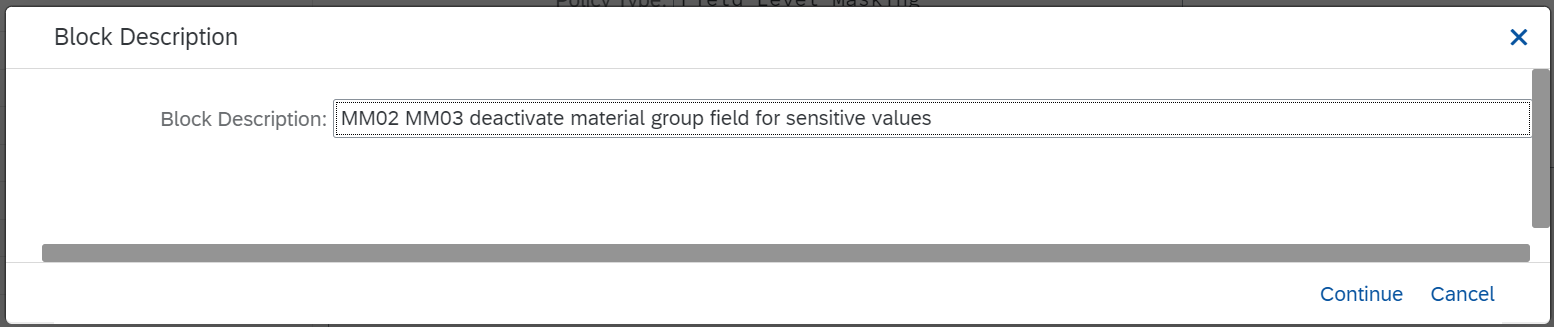 Policy Type: Field Level Masking
Block Description
Block Description: MM02 MM03 deactivate material group field for sensitive values
Continue Cancel